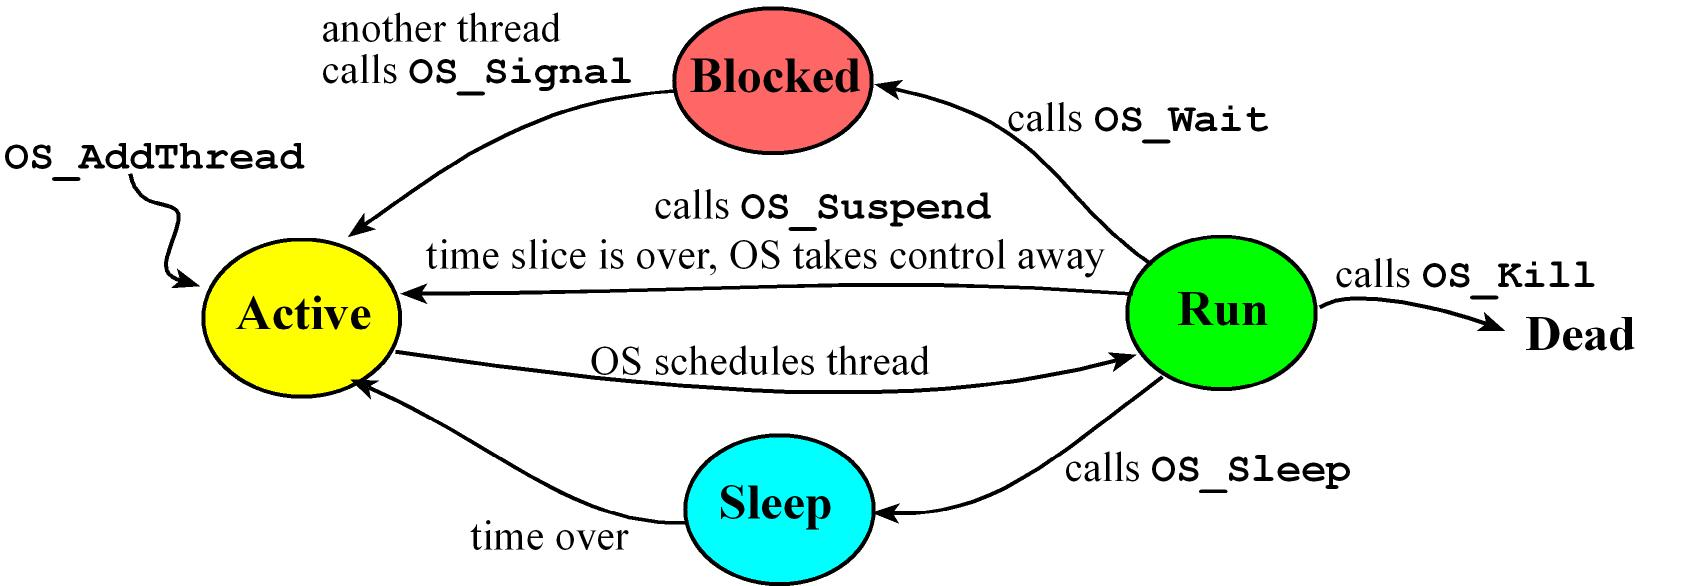 another thread
calls OS_Signal
Blocked
calls OS_Wait
OS_AddThread
calls OS_Suspend
time slice is over, OS takes control away
calls OS_Kill
Active
Run
Dead
OS schedules thread
calls OS_Sleep
Sleep
time over